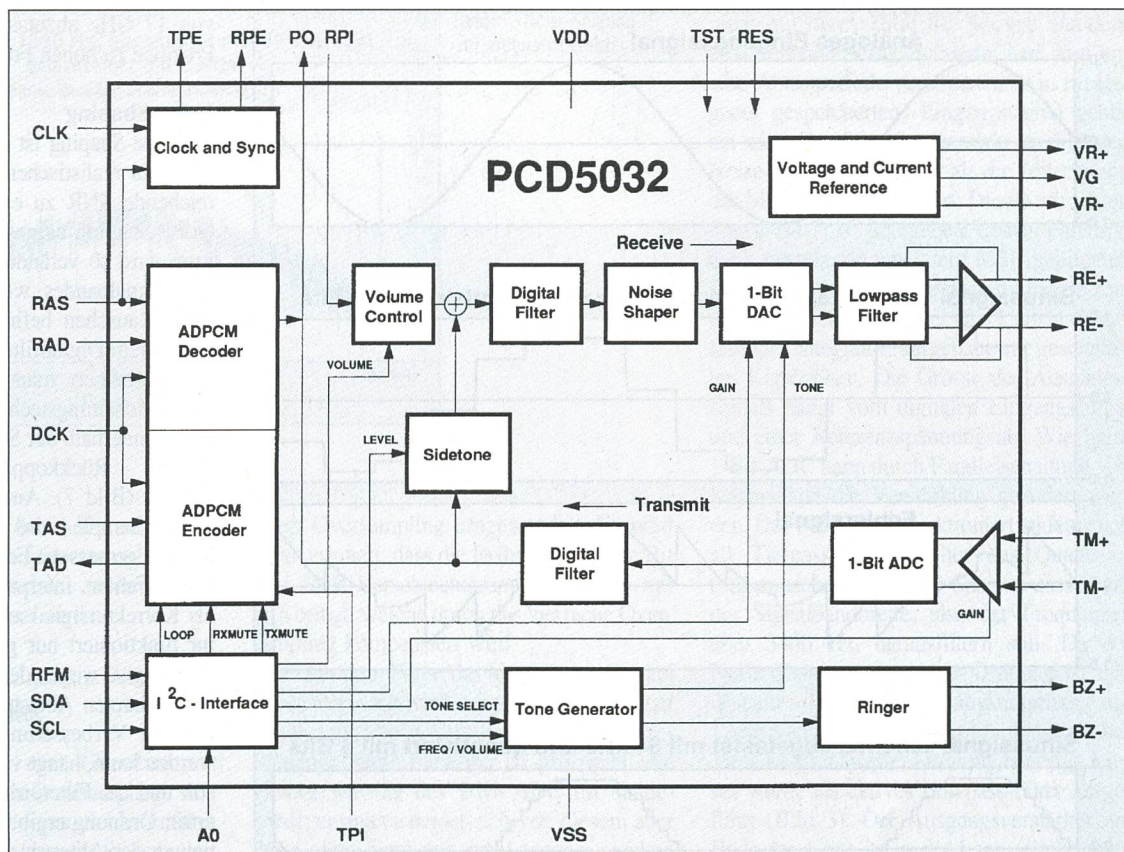 TPE RPE PO RPI VDD TST RES
CLK
Clock and Sync
PCD5032
Voltage and Current
Reference
VR+
VG
VR-
Receive
RAS
RAD
DCK
TAS
TAD
ADPCM
Decoder
ADPCM
Encoder
Volume
Control
Digital
Filter
Noise
Shaper
1-Bit
DAC
Lowpass
Filter
RE+
RE-
VOLUME
GAIN
TONE
LEVEL
Sidetone
Transmit
Digital
Filter
1-Bit ADC
TM+
TM-
GAIN
LOOP
RXMUTE
TXMUTE
RFM
SDA
SCL
I²C - Interface
TONE SELECT
FREQ / VOLUME
Tone Generator
Ringer
BZ+
BZ-
A0 TPI VSS